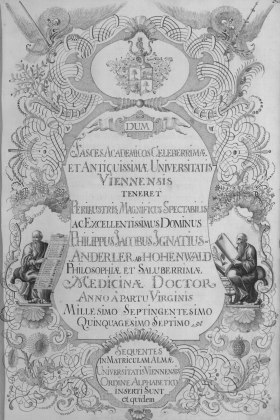 DUM
FASCES ACADEMICOS CELEBERRIMÆ
ET ANTIQUISSIMÆ UNIVERSITATIS
VIENNENSIS
TENERET
PERILLUSTRIS, MAGNIFICUS SPECTABILIS
AC EXCELLENTISSIMUS DOMINUS
PHILIPPUS JACOBUS IGNATIUS
ANDERLER AB HOHENWALD
PHILOSOPHIÆ ET SALUBERRIMÆ
MEDICINÆ DOCTOR
ANNO A PARTU VIRGINIS
MILLESIMO SEPTINGENTESIMO
QUINQUAGESIMO SEPTIMO
SEQUENTES
IN MATRICULAM ALMÆ
UNIVERSITATIS VIENNENSIS
ORDINE ALPHABETICO
INSERTI SUNT
et quidem